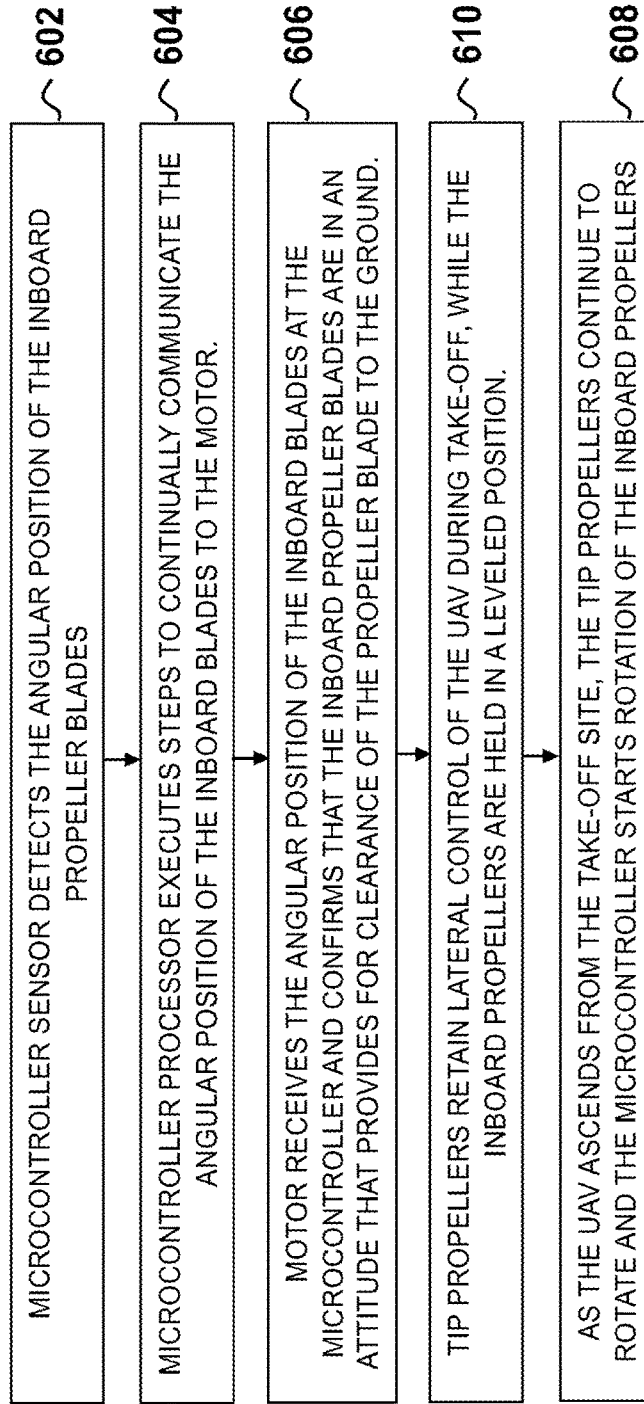 MICROCONTROLLER SENSOR DETECTS THE ANGULAR POSITION OF THE INBOARD
PROPELLER BLADES
602
MICROCONTROLLER PROCESSOR EXECUTES STEPS TO CONTINUALLY COMMUNICATE THE
ANGULAR POSITION OF THE INBOARD BLADES TO THE MOTOR.
604
MOTOR RECEIVES THE ANGULAR POSITION OF THE INBOARD BLADES AT THE
MICROCONTROLLER AND CONFIRMS THAT THE INBOARD PROPELLER BLADES ARE IN AN
ATTITUDE THAT PROVIDES FOR CLEARANCE OF THE PROPELLER BLADE TO THE GROUND.
606
TIP PROPELLERS RETAIN LATERAL CONTROL OF THE UAV DURING TAKE-OFF, WHILE THE
INBOARD PROPELLERS ARE HELD IN A LEVELED POSITION.
610
AS THE UAV ASCENDS FROM THE TAKE-OFF SITE, THE TIP PROPELLERS CONTINUE TO
ROTATE AND THE MICROCONTROLLER STARTS ROTATION OF THE INBOARD PROPELLERS
608